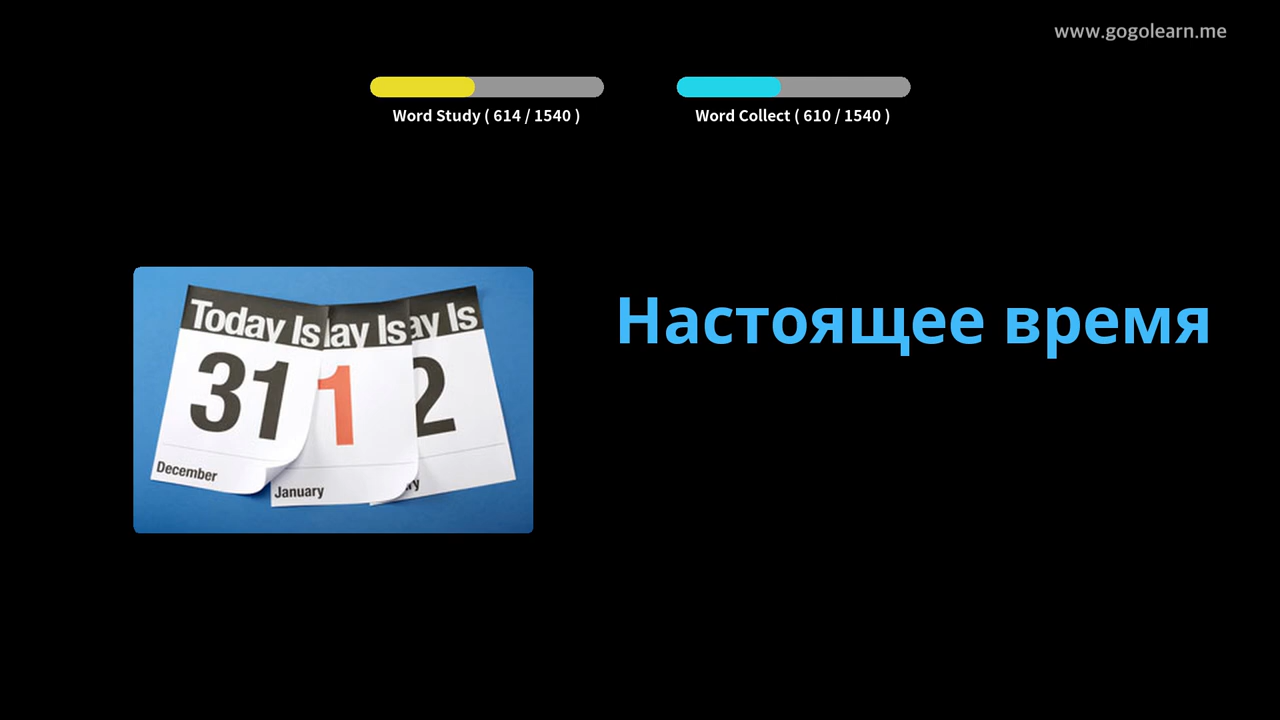 www.gogolearn.me
Word Study ( 614 / 1540 )
Word Collect ( 610 / 1540 )
Настоящее время
Today Is
ay Is
ay Is
31
1
2
December
January
ry